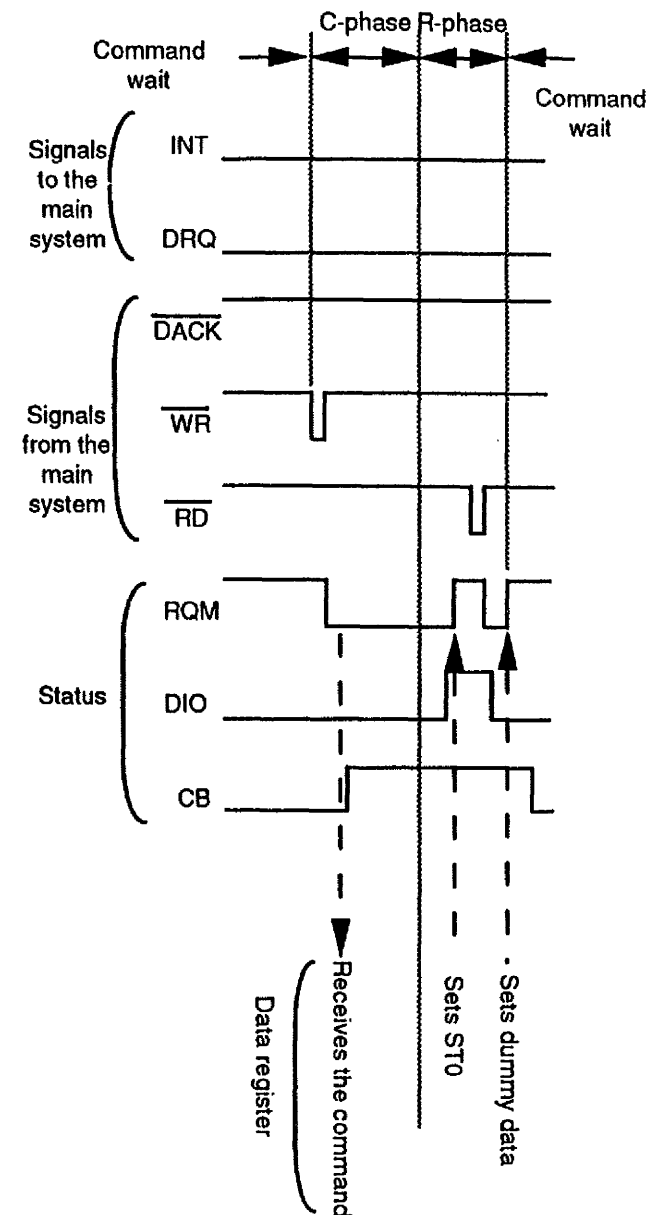 C-phase R-phase
Command
wait
Command
wait
Signals
to the
main
system
INT
DRQ
DACK
Signals
from the
main
system
WR
RD
Status
RQM
DIO
CB
Data register
Receives the command
Sets ST0
Sets dummy data